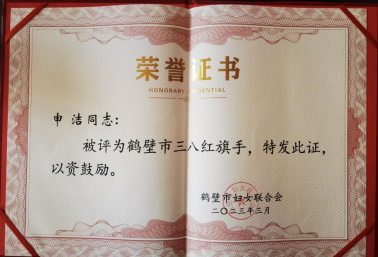 荣誉证书
HONORARY CREDENTIAL
申洁同志：
被评为鹤壁市三八红旗手，特发此证，
以资鼓励。
鹤壁市妇女联合会
二〇二三年三月